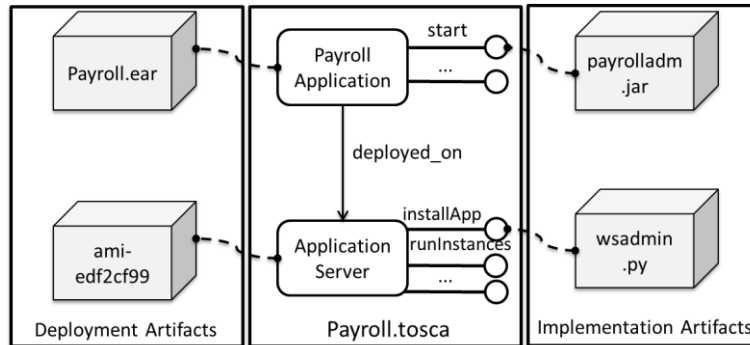 Payroll.ear
Payroll
Application
start
...
payrolladm
.jar
deployed_on
ami-
edf2cf99
Application
Server
installApp
runInstances
...
wsadmin
.py
Deployment Artifacts
Payroll.tosca
Implementation Artifacts